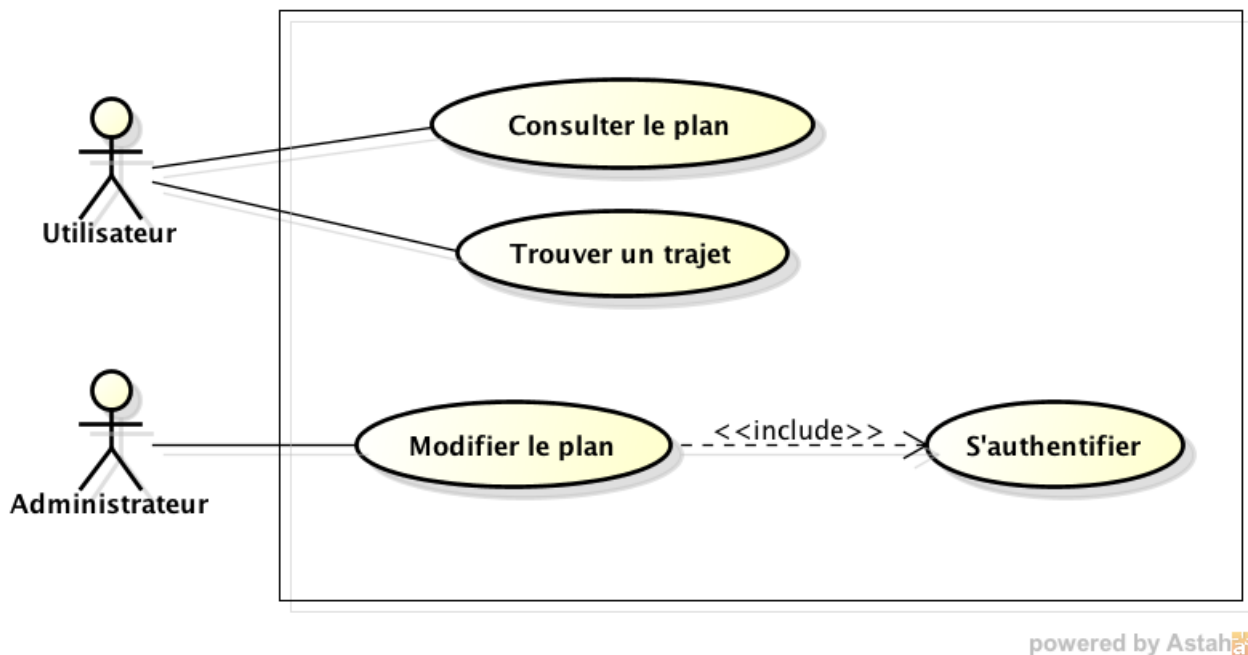 Consulter le plan
Utilisateur
Trouver un trajet
Modifier le plan
<<include>>
S'authentifier
Administrateur
powered by Astah